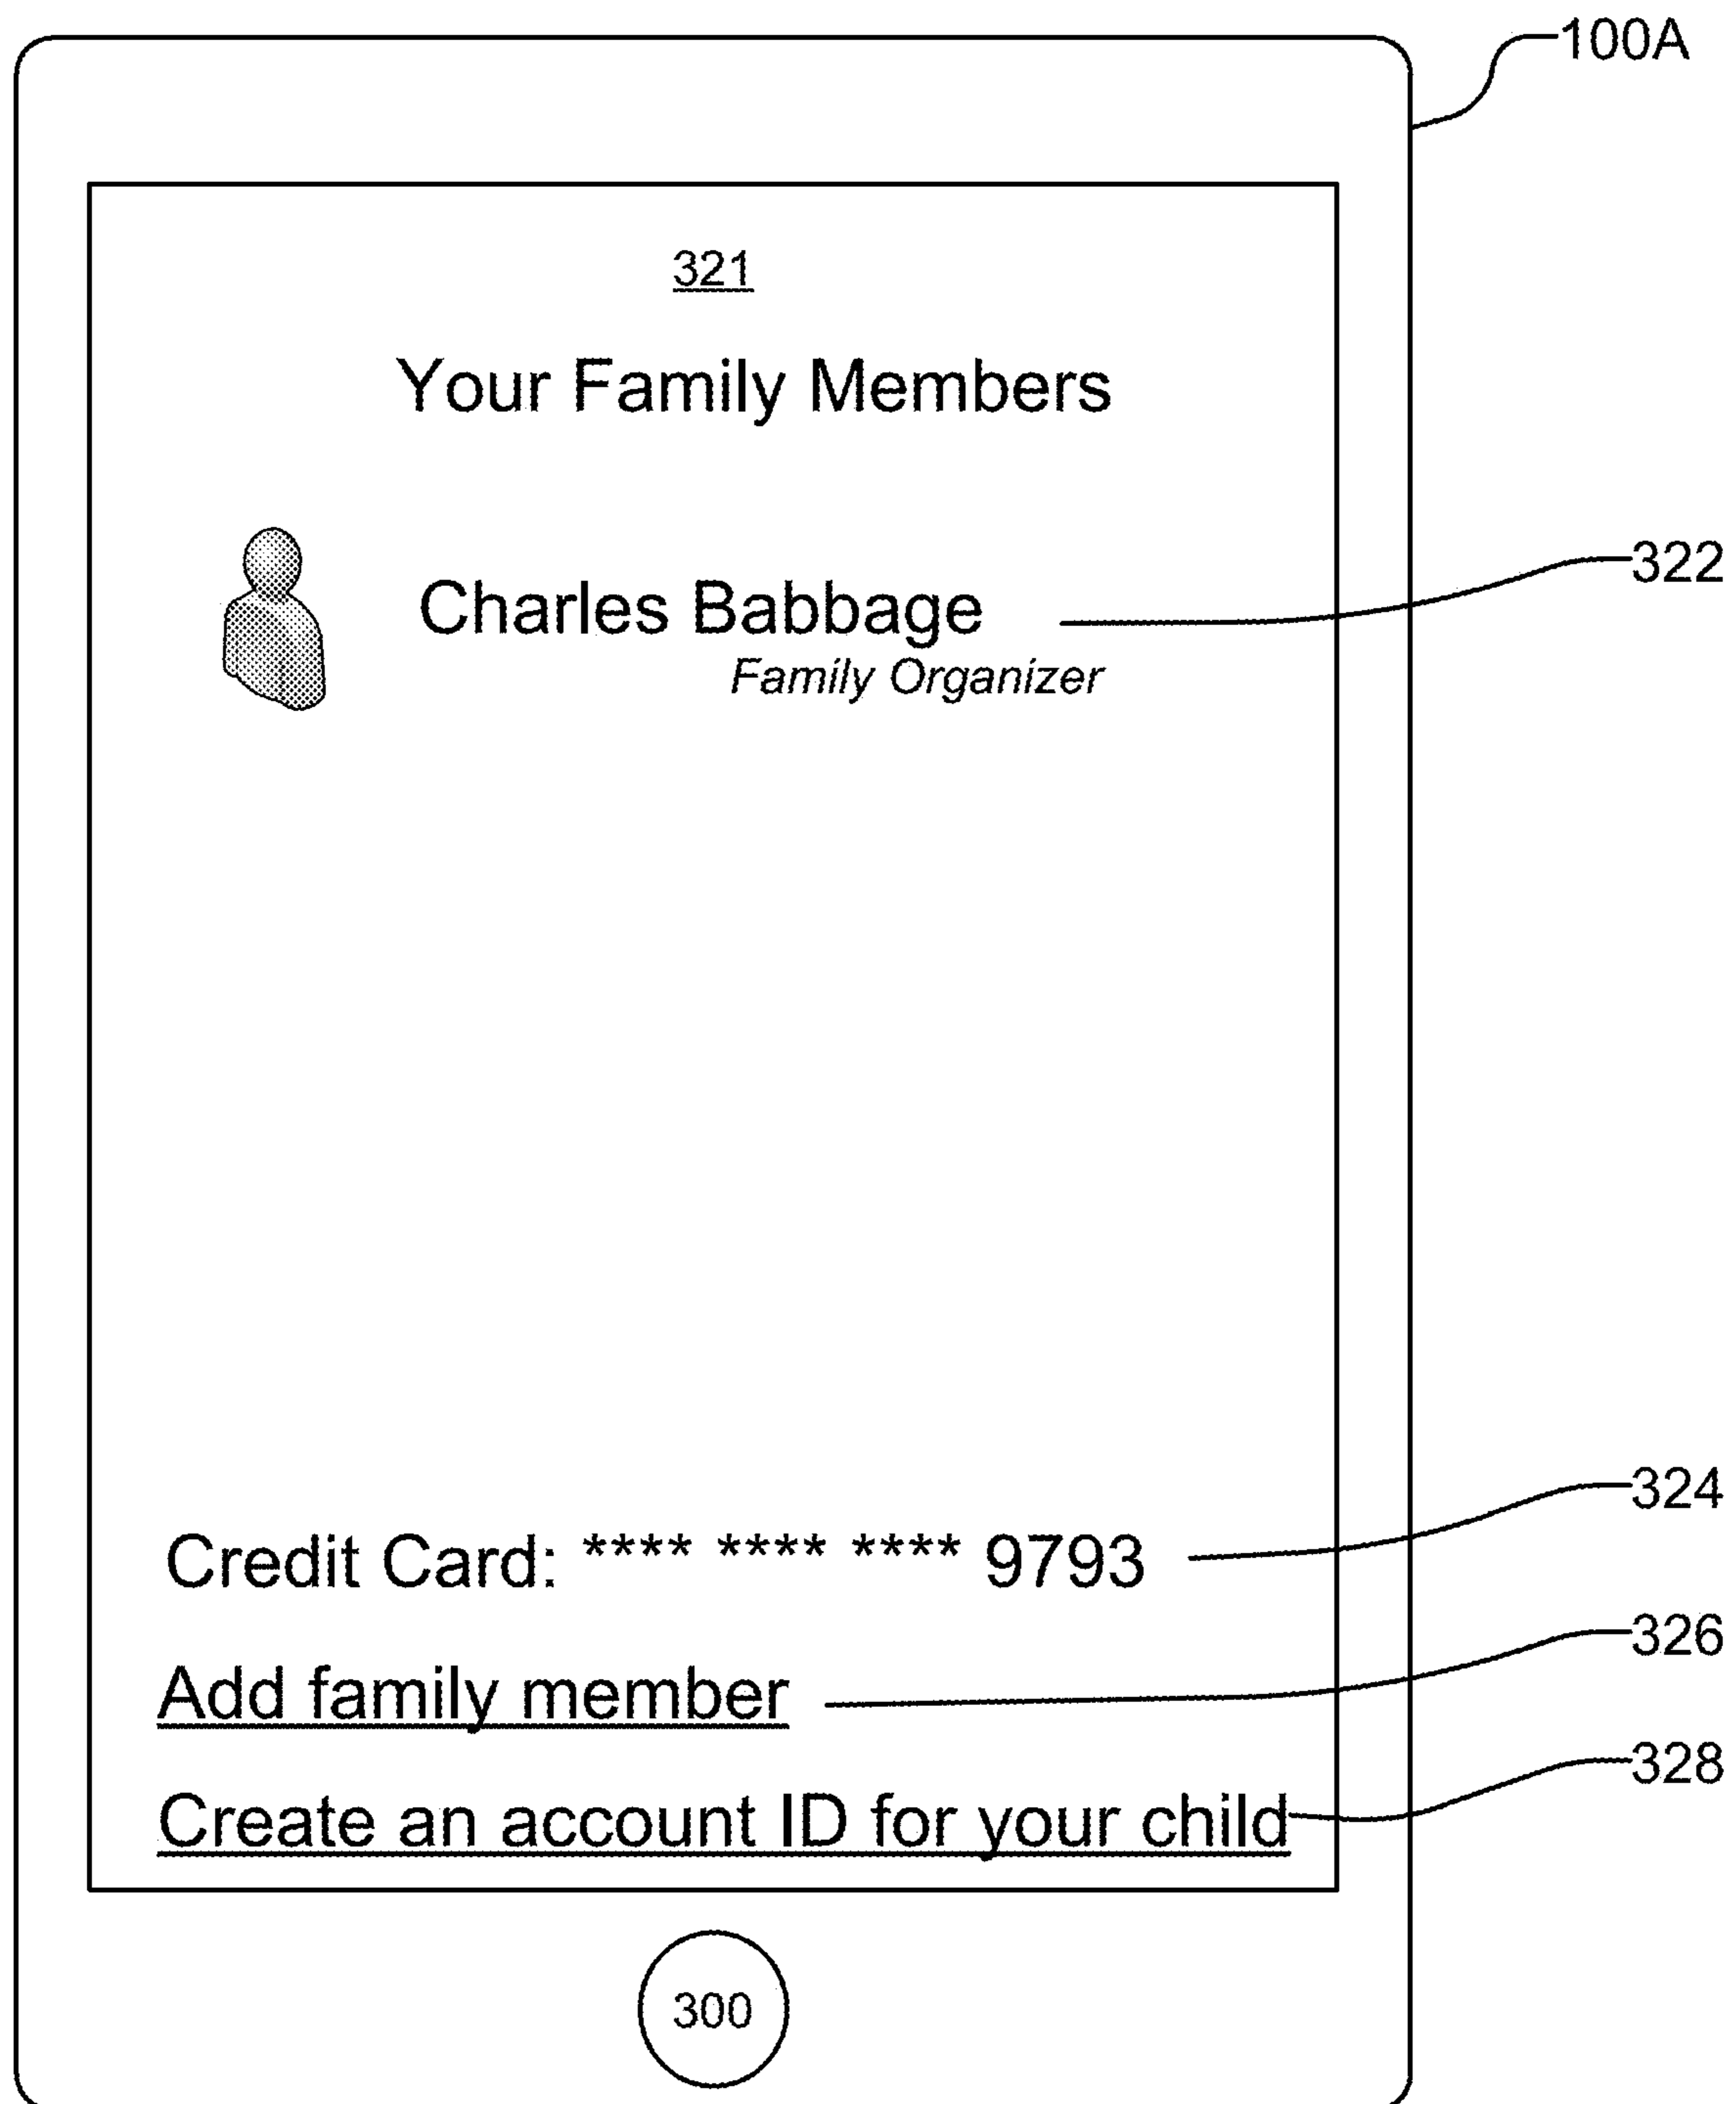 100A
321
Your Family Members
322
Charles Babbage
Family Organizer
324
Credit Card: **** **** **** 9793
326
Add family member
328
Create an account ID for your child
300